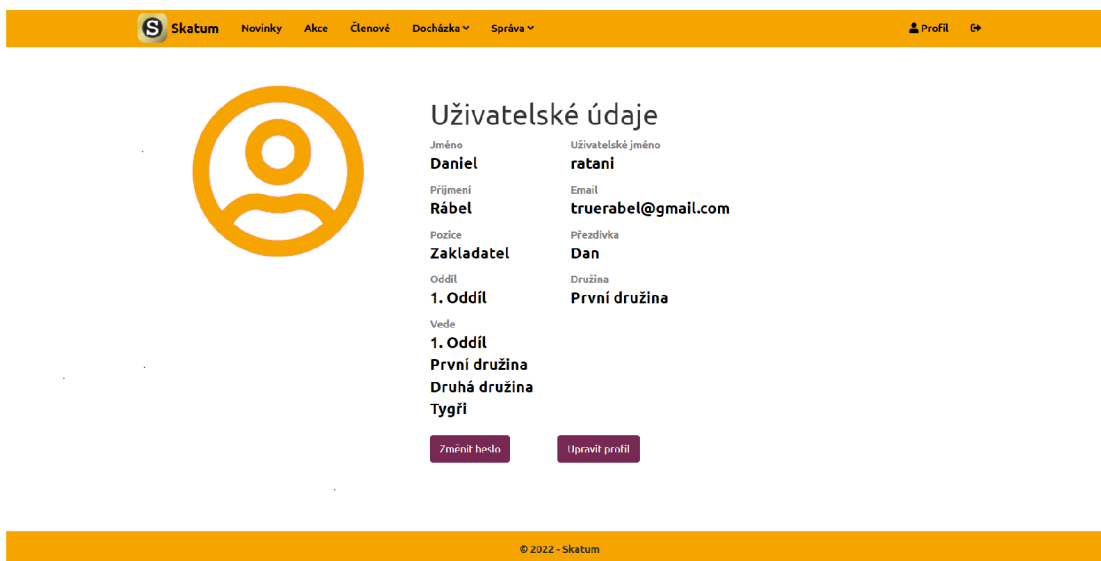 S Skatum Novinky Akce Členové Docházka Správa Profil
Uživatelské údaje
Jméno Uživatelské jméno
Daniel ratani
Příjmení Email
Rábel truerabel@gmail.com
Pozice Přezdívka
Zakladatel Dan
Oddíl Družina
1. Oddíl První družina
Vede
1. Oddíl
První družina
Druhá družina
Tygři
Změnit heslo Upravit profil
© 2022 - Skatum